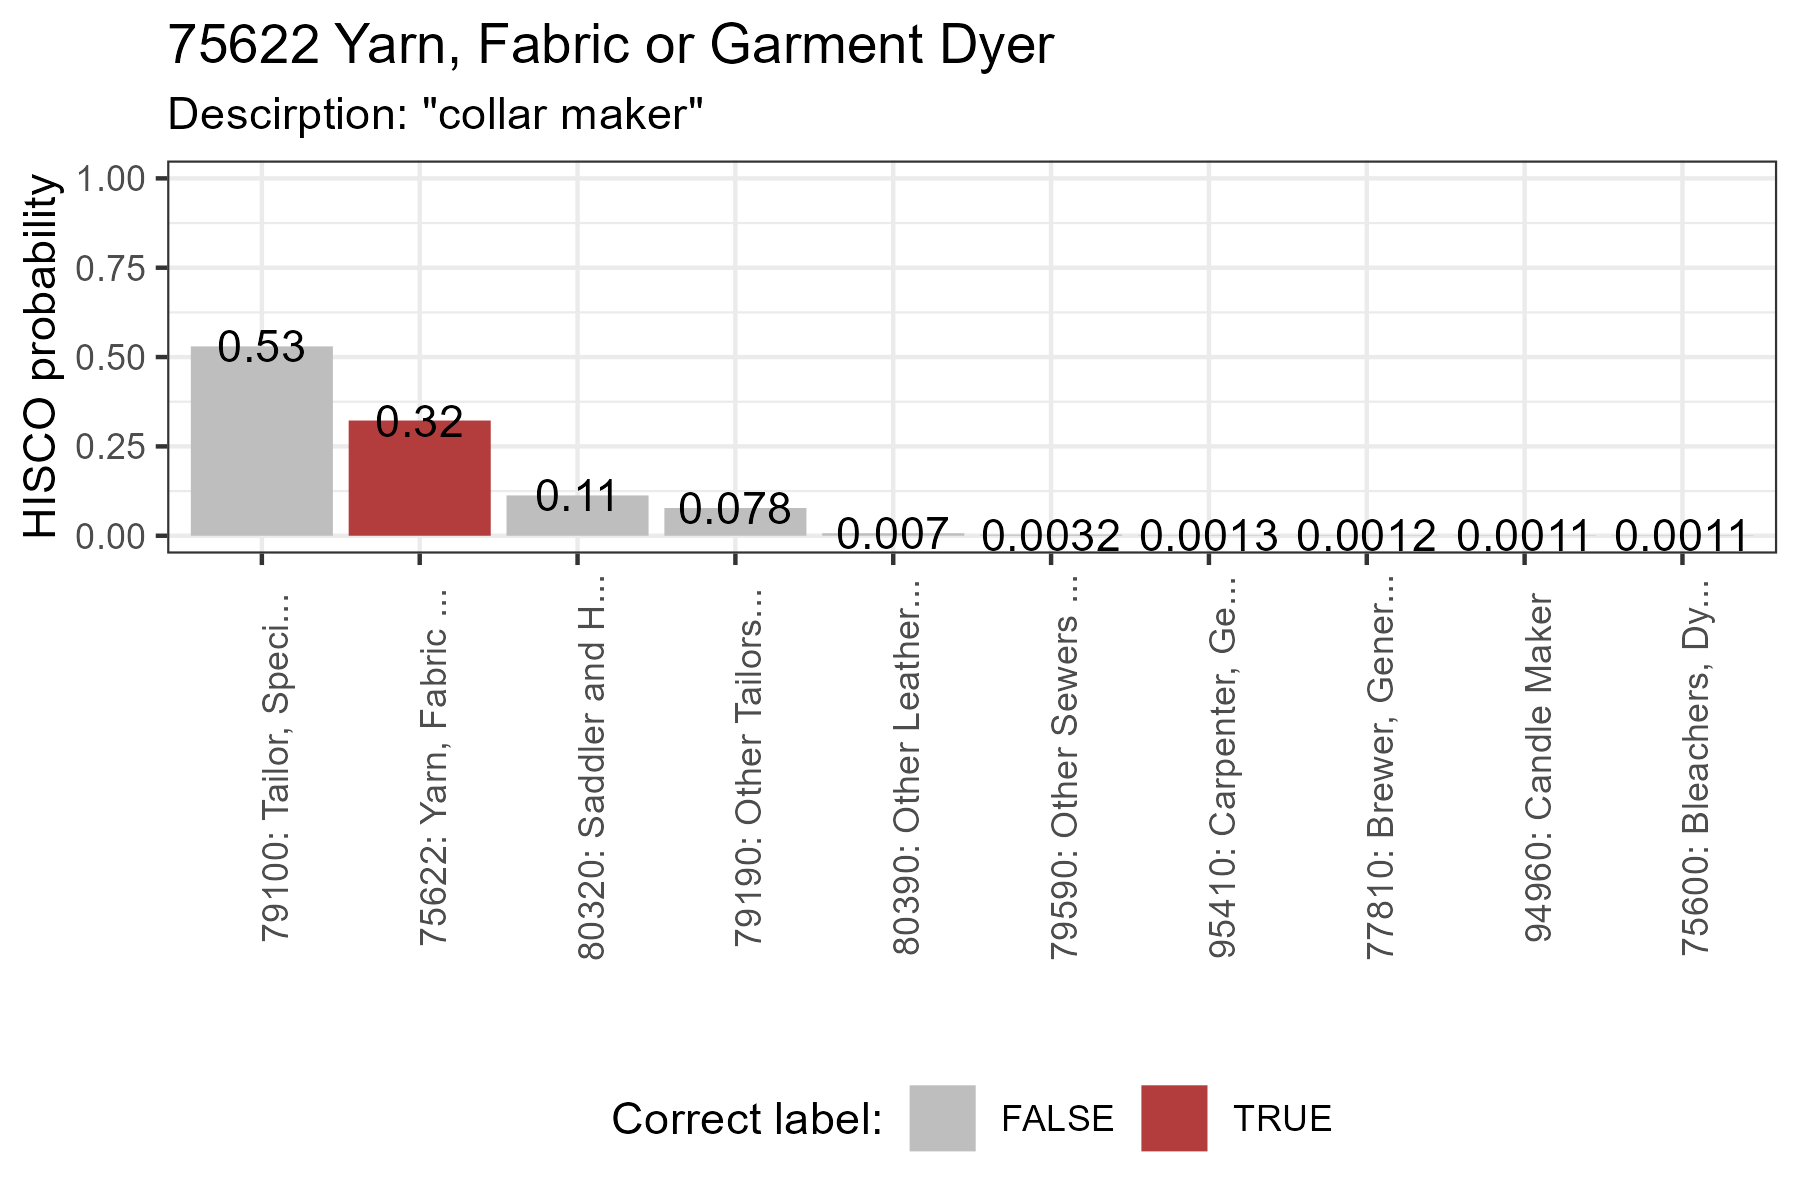 75622 Yarn, Fabric or Garment Dyer
Descirption: "collar maker"
HISCO probability
1.00
0.75
0.50
0.25
0.00
0.53
0.32
0.11
0.078
0.007
0.0032
0.0013
0.0012
0.0011
0.0011
79100: Tailor, Speci...
75622: Yarn, Fabric ...
80320: Saddler and H...
79190: Other Tailors...
80390: Other Leather...
79590: Other Sewers ...
95410: Carpenter, Ge...
77810: Brewer, Gener...
94960: Candle Maker
75600: Bleachers, Dy...
Correct label: FALSE TRUE